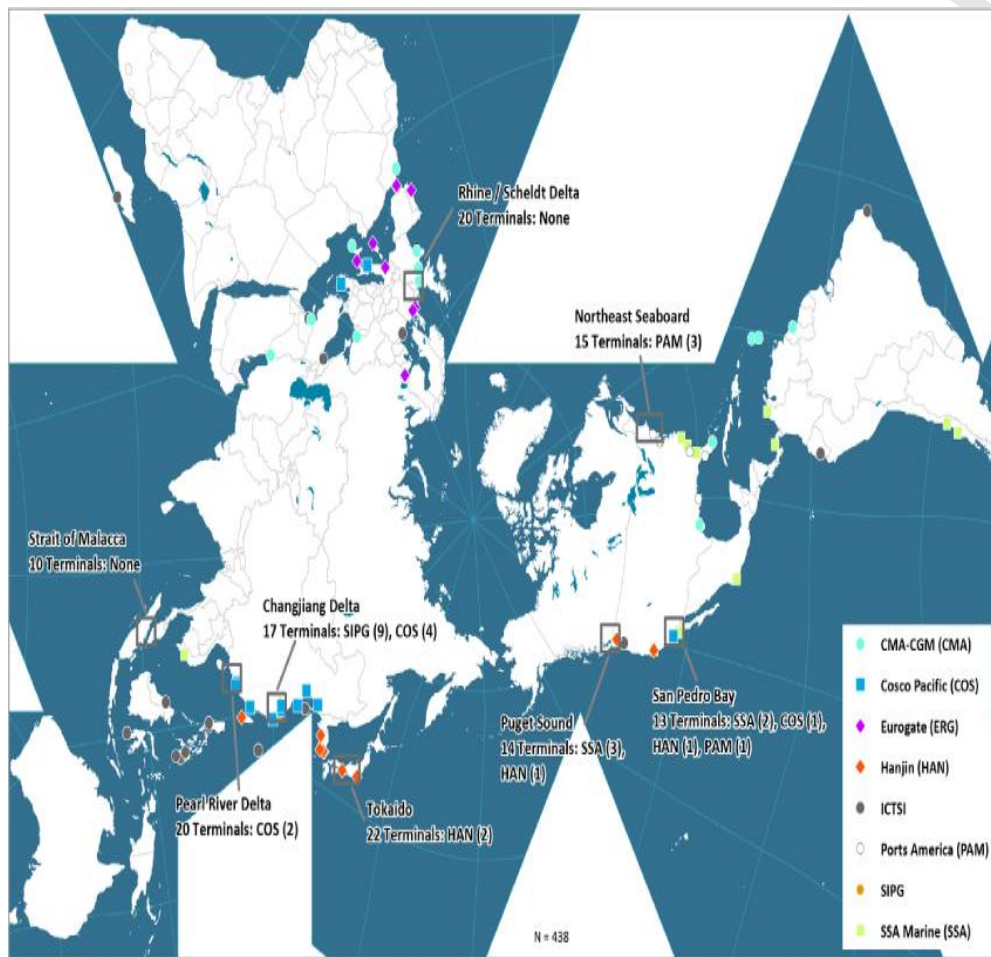 Rhine / Scheldt Delta
20 Terminals: None
Northeast Seaboard
15 Terminals: PAM (3)
Strait of Malacca
10 Terminals: None
Changjiang Delta
17 Terminals: SIPG (9), COS (4)
Puget Sound
14 Terminals: SSA (3),
HAN (1)
San Pedro Bay
13 Terminals: SSA (2), COS (1),
HAN (1), PAM (1)
Pearl River Delta
20 Terminals: COS (2)
Tokaido
22 Terminals: HAN (2)
CMA-CGM (CMA)
Cosco Pacific (COS)
Eurogate (ERG)
Hanjin (HAN)
ICTSI
Ports America (PAM)
SIPG
SSA Marine (SSA)
N = 438